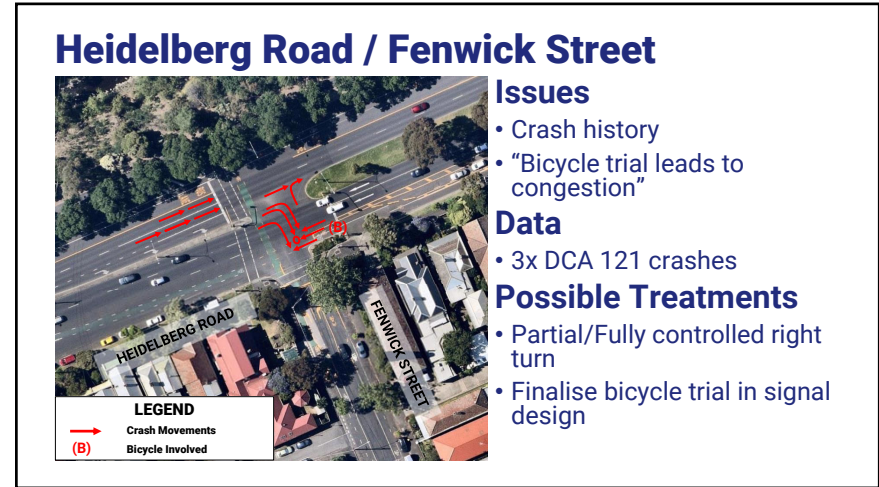 Heidelberg Road / Fenwick Street
(B)
HEIDELBERG ROAD
FENWICK STREET
LEGEND
Crash Movements
(B) Bicycle Involved
Issues
• Crash history
• “Bicycle trial leads to
congestion”
Data
• 3x DCA 121 crashes
Possible Treatments
• Partial/Fully controlled right
turn
• Finalise bicycle trial in signal
design